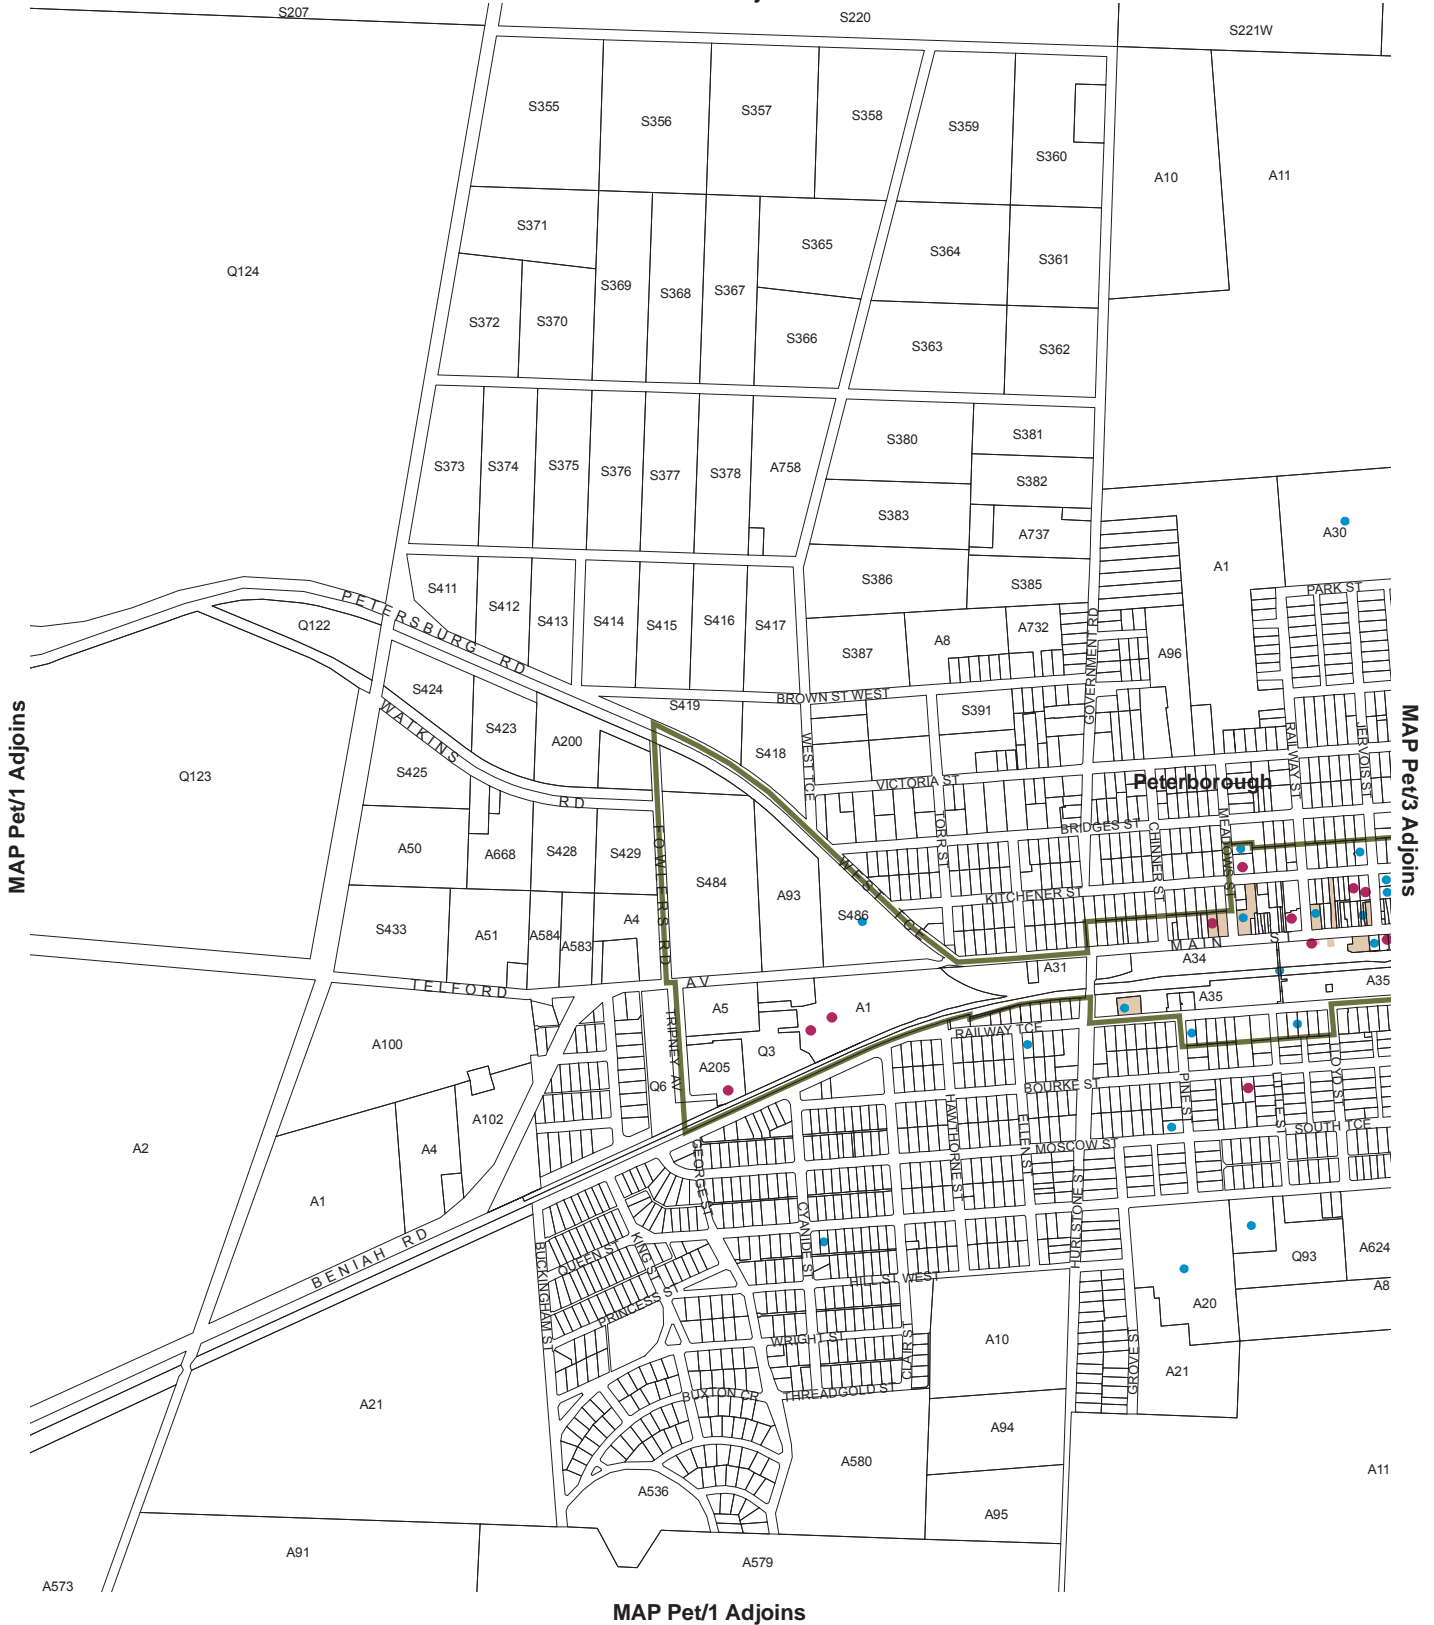 S207
S220
S221W
S355
S356
S357
S358
S359
S360
A10
A11
S371
S365
S364
S361
Q124
S369
S368
S367
S372
S370
S366
S363
S362
S380
S381
S373
S374
S375
S376
S377
S378
A758
S382
S383
A737
A30
S386
S385
A1
PARK ST
S411
S412
S413
S414
S415
S416
S417
PETERSBURG RD
Q122
S387
A8
A732
A96
GOVERNMENT RD
S424
S419
BROWN ST WEST
S391
S423
A200
S418
WEST TCE
WATKINS RD
RAILWAY ST
JERVOIS ST
MAP Pet/1 Adjoins
MAP Pet/3 Adjoins
Q123
S425
VICTORIA ST
Peterborough
TORR ST
BRIDGES ST
CHINNER ST
MEADOWS ST
A50
A668
S428
S429
FOWLERS RD
S484
A93
WEST TCE
S486
KITCHENER ST
S433
A51
A584
A583
A4
MAIN ST
A34
A31
TELFORD AV
A35
A35
A5
A1
TRIPNEY AV
RAILWAY TCE
A100
Q3
A205
Q6
BOURKE ST
A102
HAWTHORNE ST
ELLEN ST
PINE ST
SOUTH TCE
A2
A4
GEORGE ST
MOSCOW ST
A1
CYANIDE ST
HURLSTONE ST
BENIAH RD
BUCKINGHAM ST
QUEEN ST
KING ST
PRINCESS ST
HILL ST WEST
Q93
A624
A8
A20
WRIGHT ST
CLAIR ST
A10
GROVE S
A21
A21
BUXTON CR
THREADGOLD ST
A94
A580
A11
A536
A95
A91
A579
A573
MAP Pet/1 Adjoins